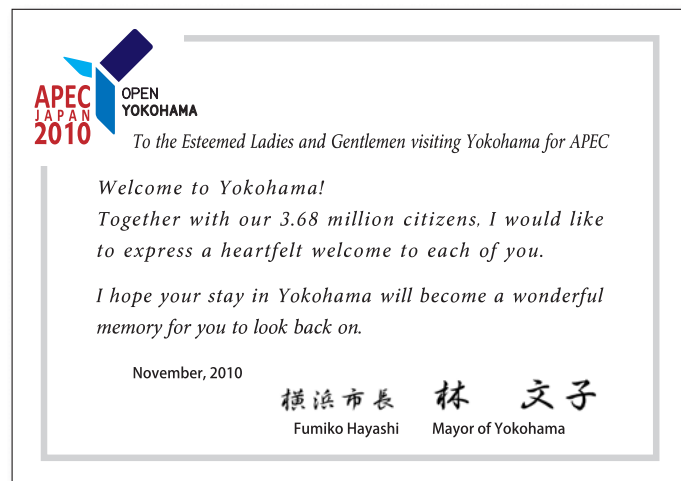 APEC
JAPAN
2010
OPEN
YOKOHAMA
To the Esteemed Ladies and Gentlemen visiting Yokohama for APEC
Welcome to Yokohama!
Together with our 3.68 million citizens, I would like
to express a heartfelt welcome to each of you.
I hope your stay in Yokohama will become a wonderful
memory for you to look back on.
November, 2010
横浜市長 林 文子
Fumiko Hayashi Mayor of Yokohama